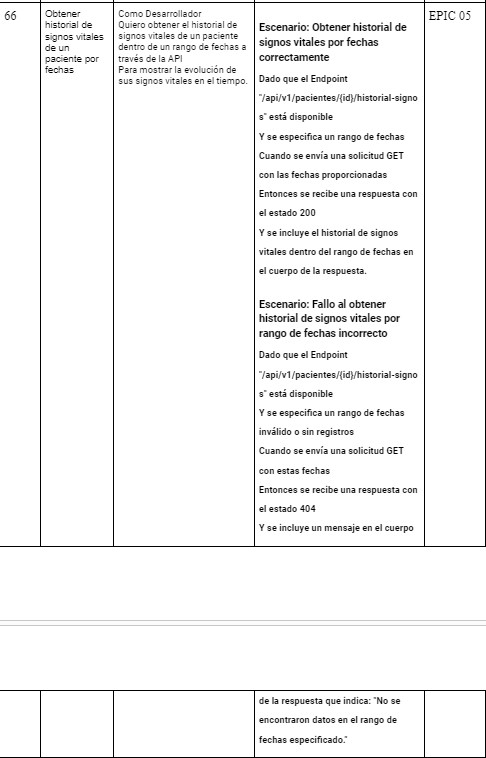 66
Obtener
historial de
signos vitales
de un
paciente por
fechas
Como Desarrollador
Quiero obtener el historial de
signos vitales de un paciente
dentro de un rango de fechas a
través de la API
Para mostrar la evolución de
sus signos vitales en el tiempo.
Escenario: Obtener historial de
signos vitales por fechas
correctamente
Dado que el Endpoint
"/api/v1/pacientes/{id}/historial-signo
s" está disponible
Y se especifica un rango de fechas
Cuando se envía una solicitud GET
con las fechas proporcionadas
Entonces se recibe una respuesta con
el estado 200
Y se incluye el historial de signos
vitales dentro del rango de fechas en
el cuerpo de la respuesta.
Escenario: Fallo al obtener
historial de signos vitales por
rango de fechas incorrecto
Dado que el Endpoint
"/api/v1/pacientes/{id}/historial-signo
s" está disponible
Y se especifica un rango de fechas
inválido o sin registros
Cuando se envía una solicitud GET
con estas fechas
Entonces se recibe una respuesta con
el estado 404
Y se incluye un mensaje en el cuerpo
EPIC 05
de la respuesta que indica: "No se
encontraron datos en el rango de
fechas especificado."